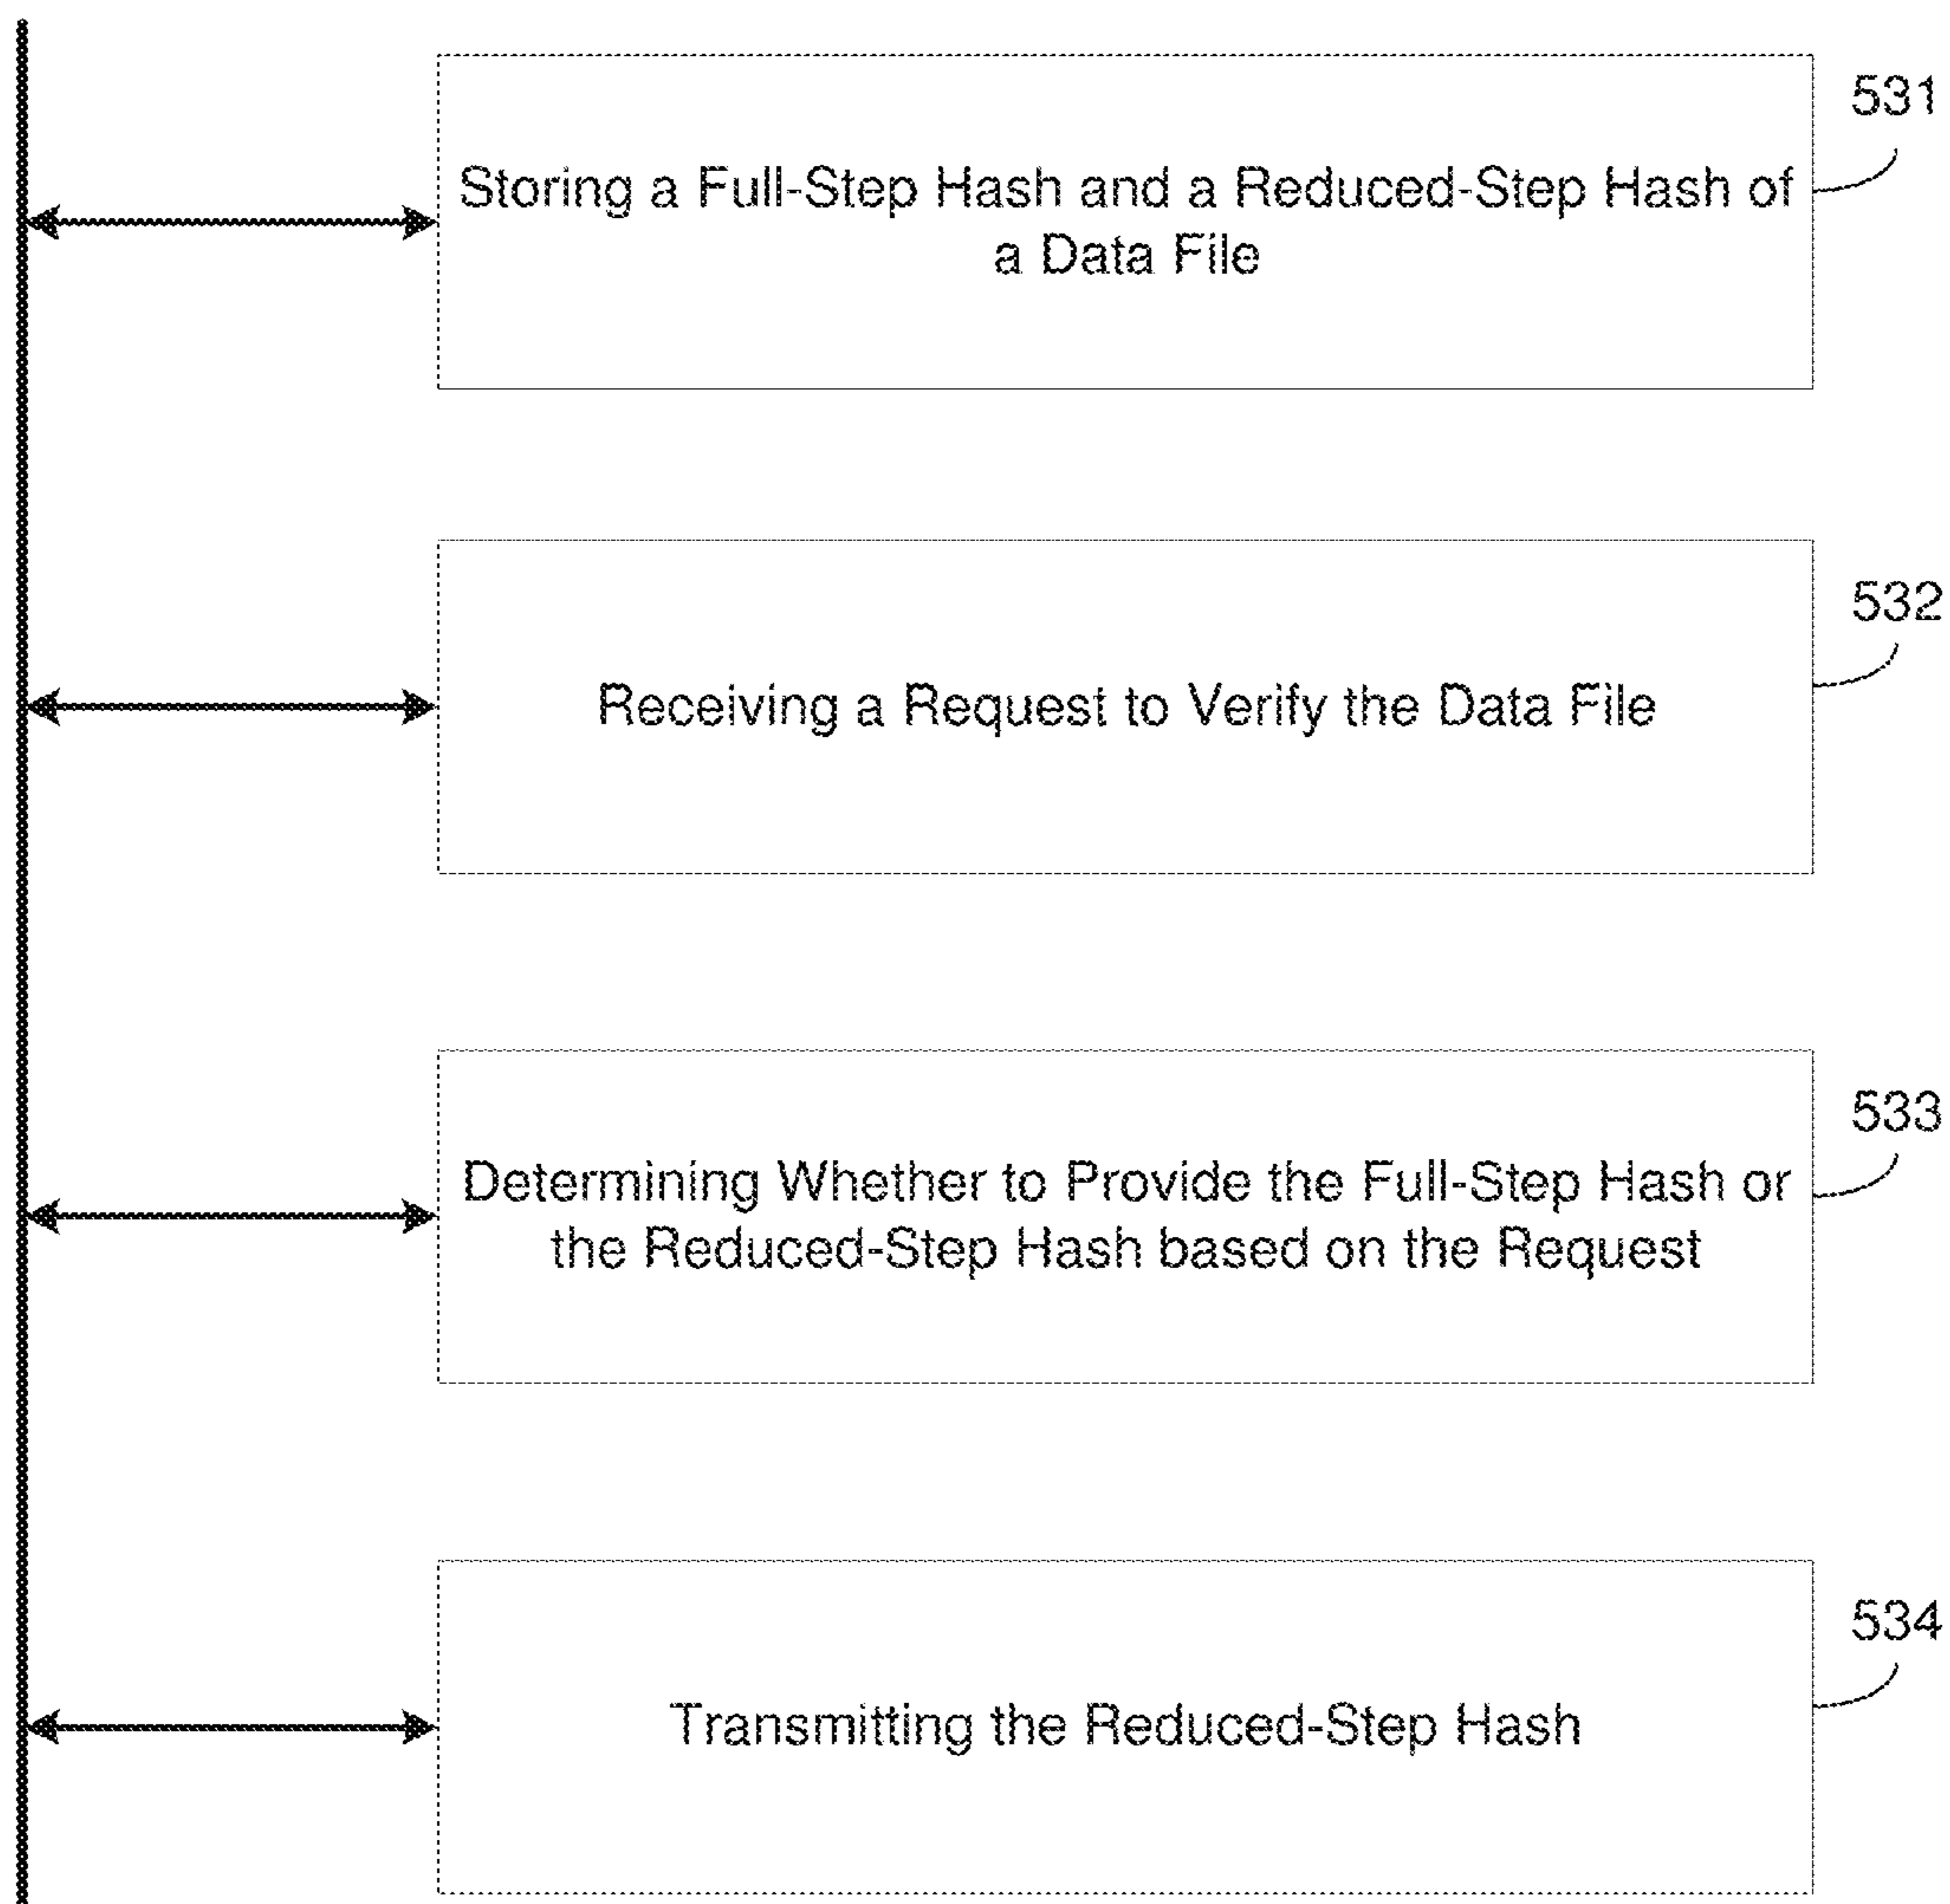 531
Storing a Full-Step Hash and a Reduced-Step Hash of
a Data File
532
Receiving a Request to Verify the Data File
533
Determining Whether to Provide the Full-Step Hash or
the Reduced-Step Hash based on the Request
534
Transmitting the Reduced-Step Hash